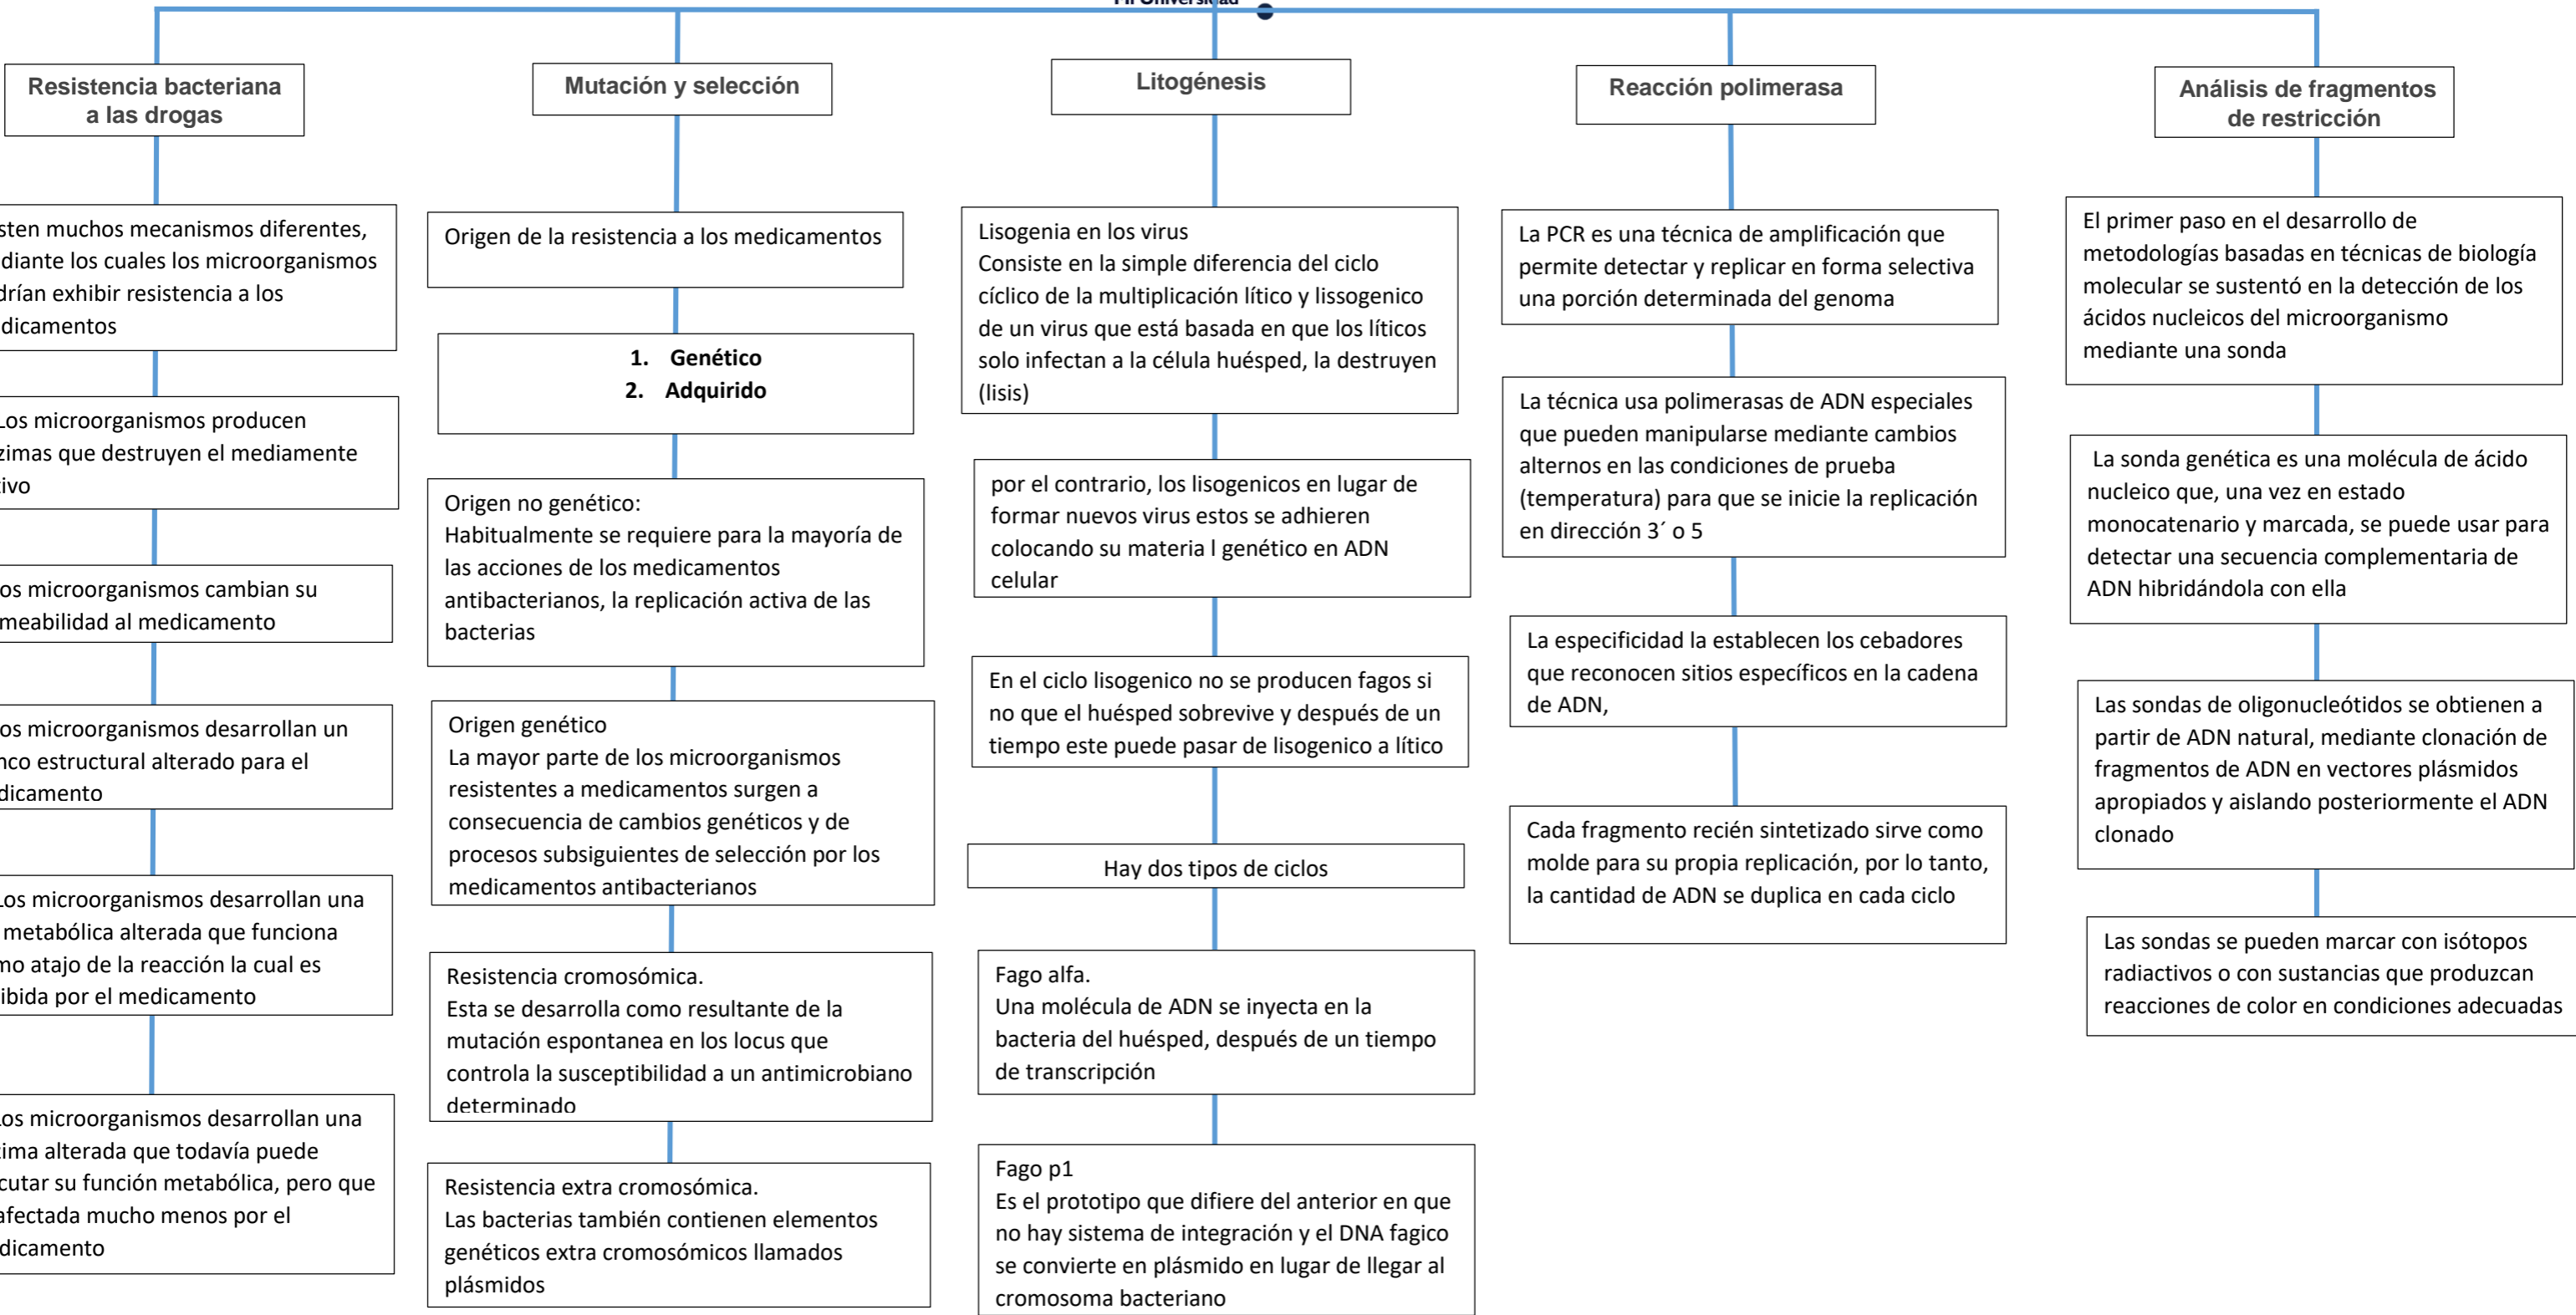 Universidad
Resistencia bacteriana
a las drogas
sten muchos mecanismos diferentes,
diante los cuales los microorganismos
drían exhibir resistencia a los
dicamentos
Los microorganismos producen
zimas que destruyen el mediamente
tivo
os microorganismos cambian su
meabilidad al medicamento
os microorganismos desarrollan un
nco estructural alterado para el
dicamento
Los microorganismos desarrollan una
metabólica alterada que funciona
mo atajo de la reacción la cual es
ibida por el medicamento
Los microorganismos desarrollan una
ima alterada que todavía puede
cutar su función metabólica, pero que
afectada mucho menos por el
dicamento
Mutación y selección
Origen de la resistencia a los medicamentos
1. Genético
2. Adquirido
Origen no genético:
Habitualmente se requiere para la mayoría de
las acciones de los medicamentos
antibacterianos, la replicación activa de las
bacterias
Origen genético
La mayor parte de los microorganismos
resistentes a medicamentos surgen a
consecuencia de cambios genéticos y de
procesos subsiguientes de selección por los
medicamentos antibacterianos
Resistencia cromosómica.
Esta se desarrolla como resultante de la
mutación espontanea en los locus que
controla la susceptibilidad a un antimicrobiano
determinado
Resistencia extra cromosómica.
Las bacterias también contienen elementos
genéticos extra cromosómicos llamados
plásmidos
Litogénesis
Lisogenia en los virus
Consiste en la simple diferencia del ciclo
cíclico de la multiplicación lítico y lissogenico
de un virus que está basada en que los líticos
solo infectan a la célula huésped, la destruyen
(lisis)
por el contrario, los lisogenicos en lugar de
formar nuevos virus estos se adhieren
colocando su materia l genético en ADN
celular
En el ciclo lisogenico no se producen fagos si
no que el huésped sobrevive y después de un
tiempo este puede pasar de lisogenico a lítico
Hay dos tipos de ciclos
Fago alfa.
Una molécula de ADN se inyecta en la
bacteria del huésped, después de un tiempo
de transcripción
Fago p1
Es el prototipo que difiere del anterior en que
no hay sistema de integración y el DNA fagico
se convierte en plásmido en lugar de llegar al
cromosoma bacteriano
Reacción polimerasa
La PCR es una técnica de amplificación que
permite detectar y replicar en forma selectiva
una porción determinada del genoma
La técnica usa polimerasas de ADN especiales
que pueden manipularse mediante cambios
alternos en las condiciones de prueba
(temperatura) para que se inicie la replicación
en dirección 3´ o 5
La especificidad la establecen los cebadores
que reconocen sitios específicos en la cadena
de ADN,
Cada fragmento recién sintetizado sirve como
molde para su propia replicación, por lo tanto,
la cantidad de ADN se duplica en cada ciclo
Análisis de fragmentos
de restricción
El primer paso en el desarrollo de
metodologías basadas en técnicas de biología
molecular se sustentó en la detección de los
ácidos nucleicos del microorganismo
mediante una sonda
La sonda genética es una molécula de ácido
nucleico que, una vez en estado
monocatenario y marcada, se puede usar para
detectar una secuencia complementaria de
ADN hibridándola con ella
Las sondas de oligonucleótidos se obtienen a
partir de ADN natural, mediante clonación de
fragmentos de ADN en vectores plásmidos
apropiados y aislando posteriormente el ADN
clonado
Las sondas se pueden marcar con isótopos
radiactivos o con sustancias que produzcan
reacciones de color en condiciones adecuadas